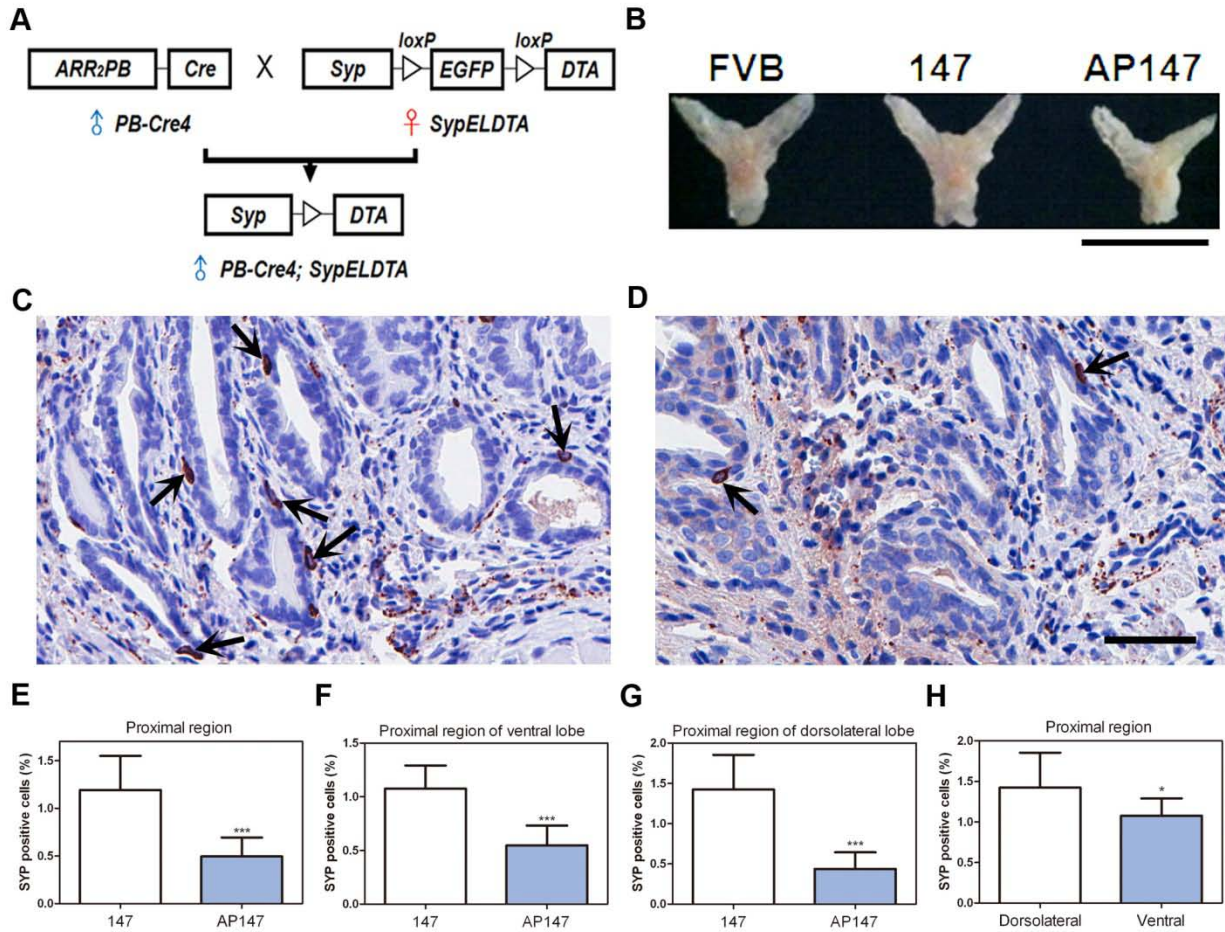 A
loxP loxP
ARR₂PB Cre X Syp EGFP DTA
♂ PB-Cre4 ♀ SypELDTA
Syp DTA
♂ PB-Cre4; SypELDTA
B
FVB 147 AP147
C
D
E
Proximal region
SYP positive cells (%)
1.5
1.0
0.5
0.0
***
147 AP147
F
Proximal region of ventral lobe
SYP positive cells (%)
1.5
1.0
0.5
0.0
***
147 AP147
G
Proximal region of dorsolateral lobe
SYP positive cells (%)
2.0
1.5
1.0
0.5
0.0
***
147 AP147
H
Proximal region
SYP positive cells (%)
2.0
1.5
1.0
0.5
0.0
*
Dorsolateral Ventral